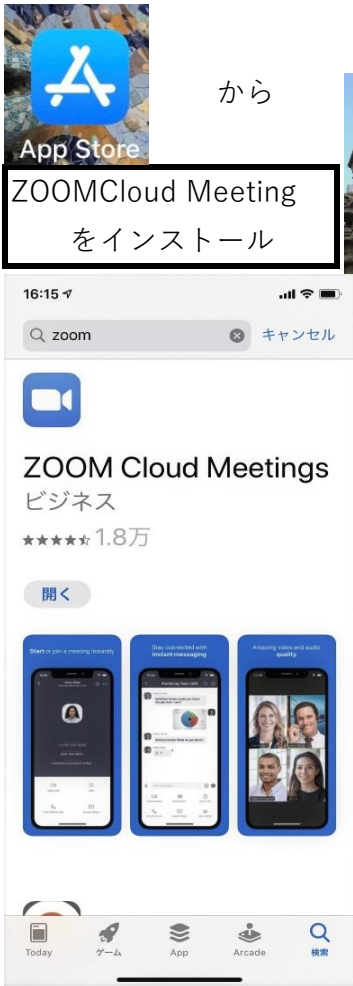 App Store
から
ZOOMCloud Meeting
をインストール
16:15
zoom
キャンセル
ZOOM Cloud Meetings
ビジネス
1.8万
開く
Start or join a meeting instantly
Stay connected with
instant messaging
Amazing video and audio
quality
Today
ゲーム
App
Arcade
検索